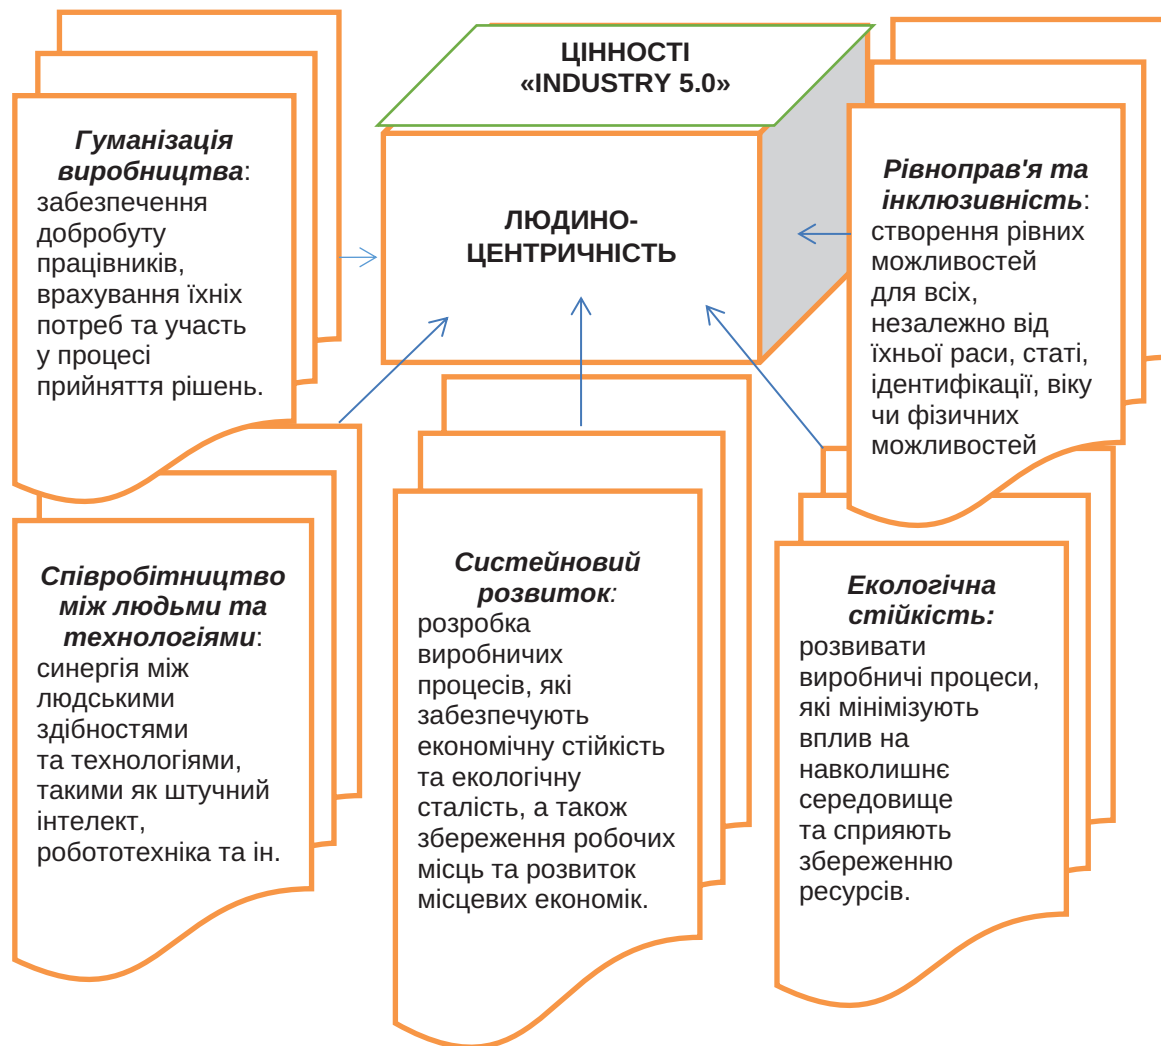 ЦІННОСТІ
«INDUSTRY 5.0»
ЛЮДИНО-
ЦЕНТРИЧНІСТЬ
Гуманізація
виробництва:
забезпечення
добробуту
працівників,
врахування їхніх
потреб та участь
у процесі
прийняття рішень.
Рівноправ'я та
інклюзивність:
створення рівних
можливостей
для всіх,
незалежно від
їхньої раси, статі,
ідентифікації, віку
чи фізичних
можливостей
Співробітництво
між людьми та
технологіями:
синергія між
людськими
здібностями
та технологіями,
такими як штучний
інтелект,
робототехніка та ін.
Систейновий
розвиток:
розробка
виробничих
процесів, які
забезпечують
економічну стійкість
та екологічну
сталість, а також
збереження робочих
місць та розвиток
місцевих економік.
Екологічна
стійкість:
розвивати
виробничі процеси,
які мінімізують
вплив на
навколишнє
середовище
та сприяють
збереженню
ресурсів.